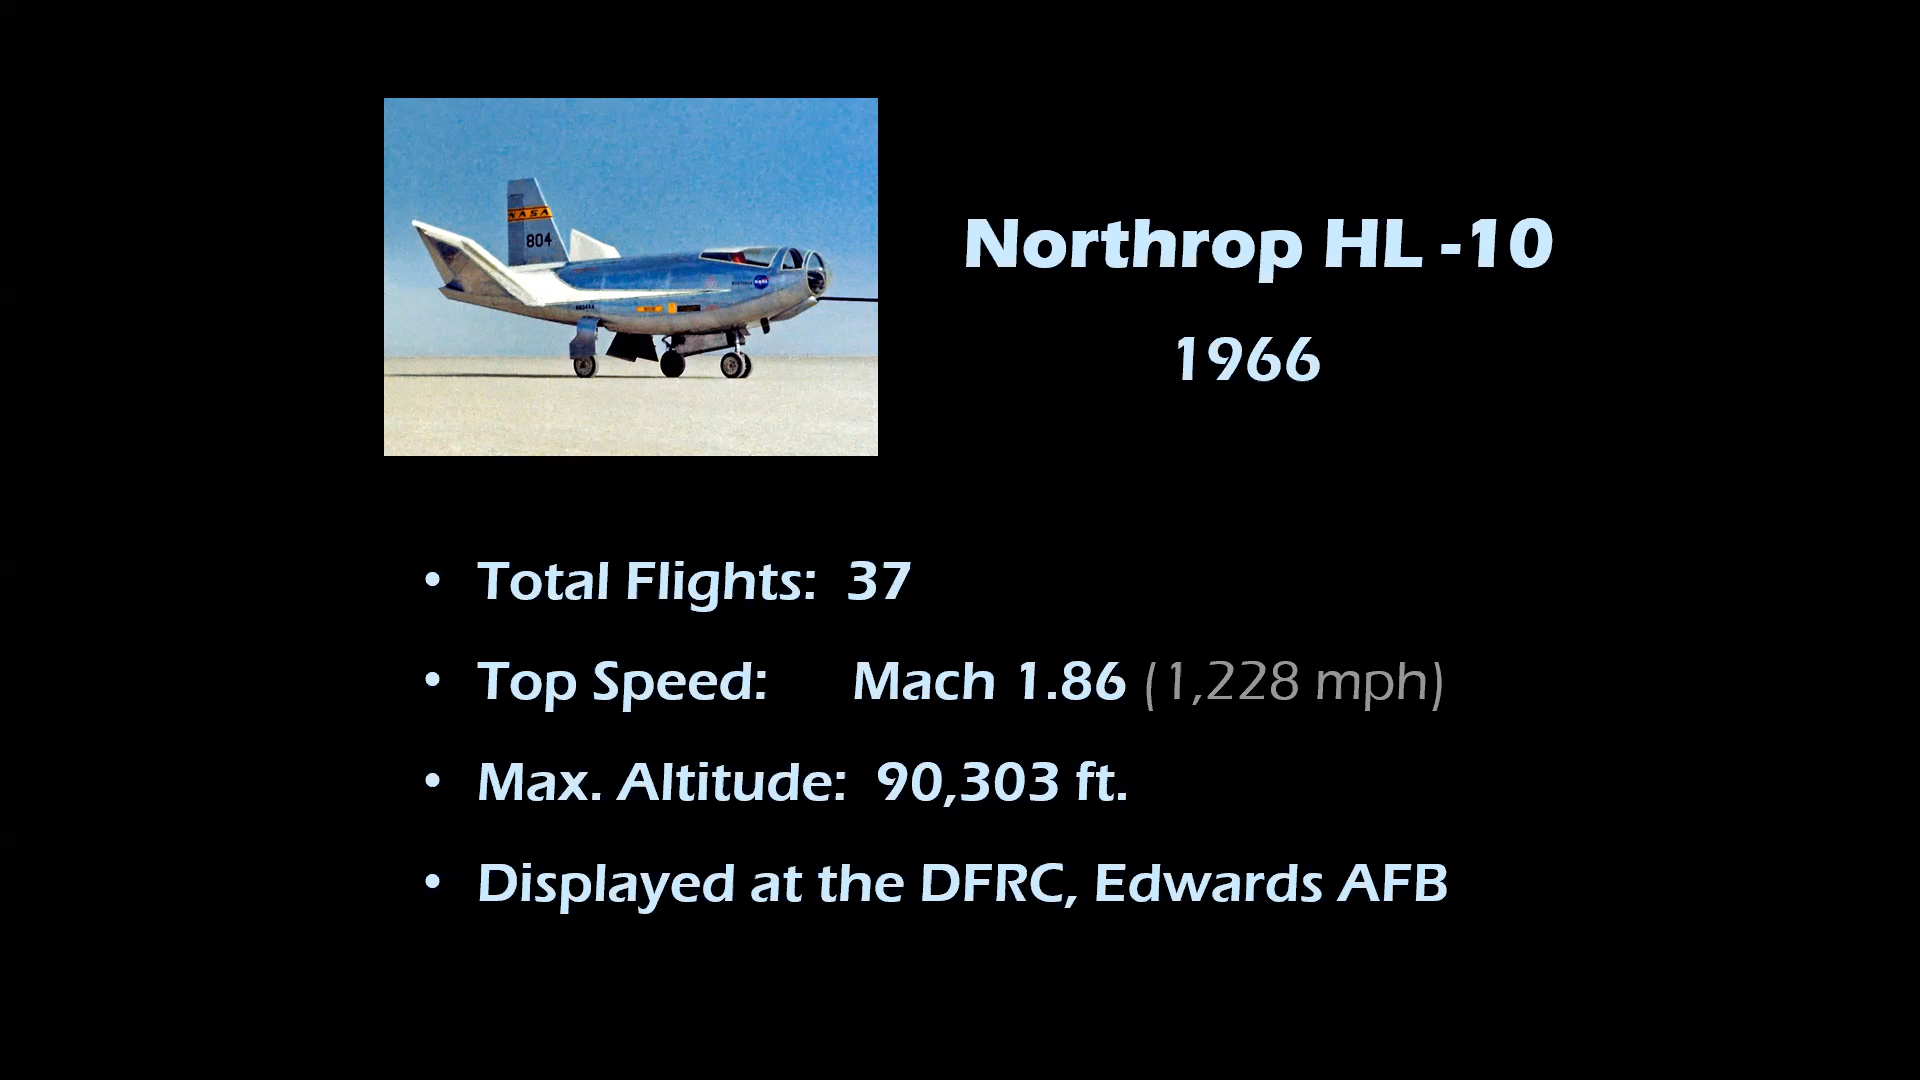 NASA
804
NASA
Northrop HL -10
1966
• Total Flights: 37
• Top Speed: Mach 1.86 (1,228 mph)
• Max. Altitude: 90,303 ft.
• Displayed at the DFRC, Edwards AFB